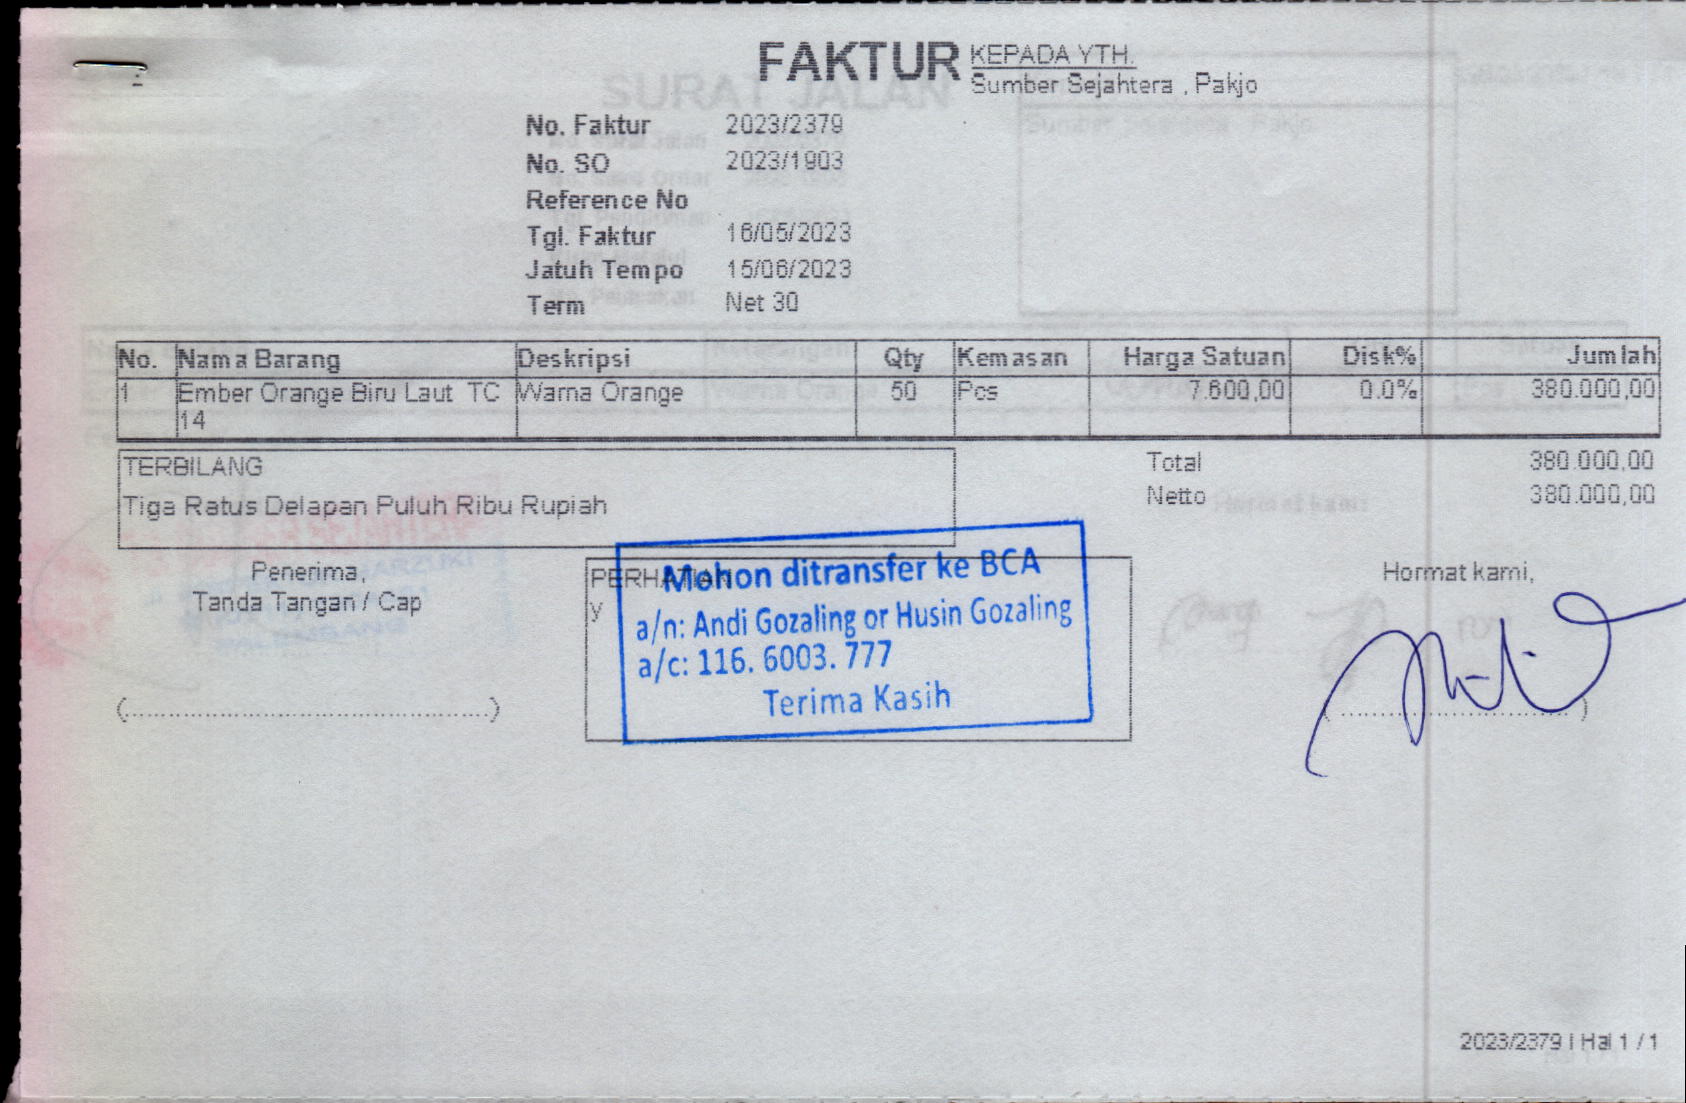 FAKTUR
KEPADA YTH.
Sumber Sejahtera , Pakjo
SURAT JALAN
No. Faktur 2023/2379
No. SO 2023/1903
Reference No
Tgl. Faktur 16/05/2023
Jatuh Tempo 15/06/2023
Term Net 30
No. Nama Barang Deskripsi Qty Kemasan Harga Satuan Disk% Jumlah
1 Ember Orange Biru Laut TC Warna Orange 50 Pcs 7.600,00 0.0% 380.000,00
14
TERBILANG
Tiga Ratus Delapan Puluh Ribu Rupiah
Total 380.000,00
Netto 380.000,00
Penerima,
Tanda Tangan / Cap
(........................................)
PERHATIAN
y
Mohon ditransfer ke BCA
a/n: Andi Gozaling or Husin Gozaling
a/c: 116. 6003. 777
Terima Kasih
Hormat kami,
2023/2379 | Hal 1 / 1